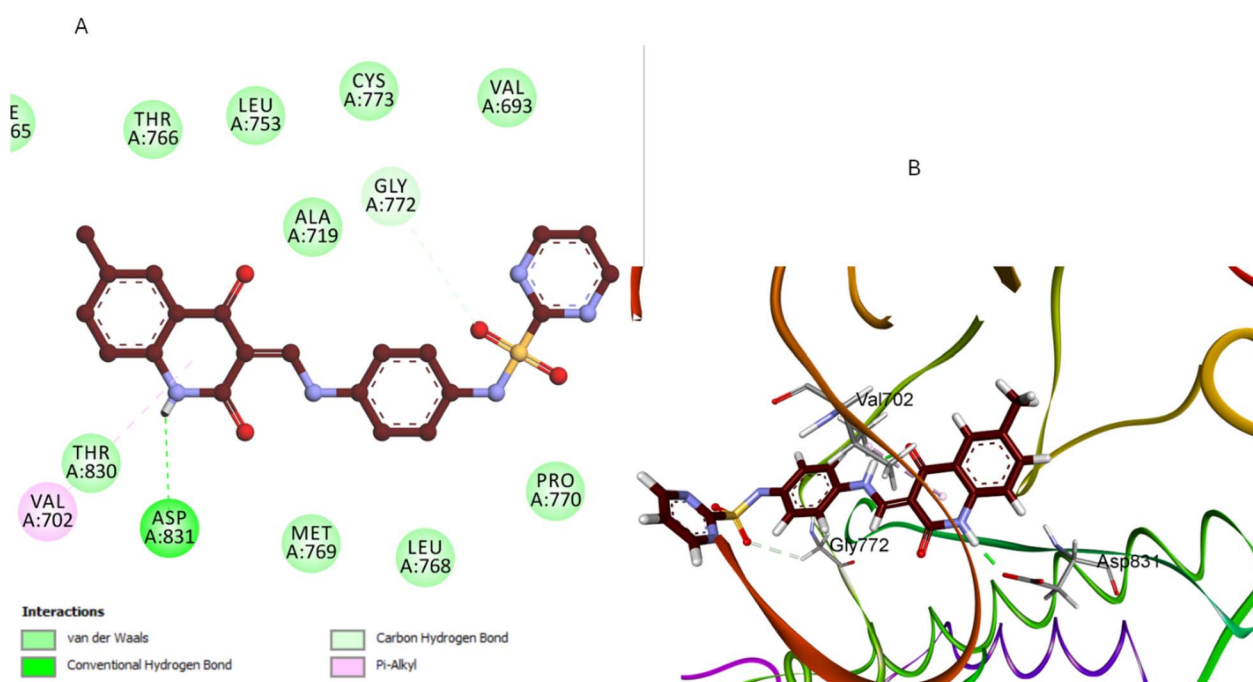 A
B
CYS
A:773
VAL
A:693
LEU
A:753
THR
A:766
E
65
GLY
A:772
ALA
A:719
THR
A:830
VAL
A:702
ASP
A:831
MET
A:769
LEU
A:768
PRO
A:770
Interactions
van der Waals
Conventional Hydrogen Bond
Carbon Hydrogen Bond
Pi-Alkyl
Val702
Gly772
Asp831